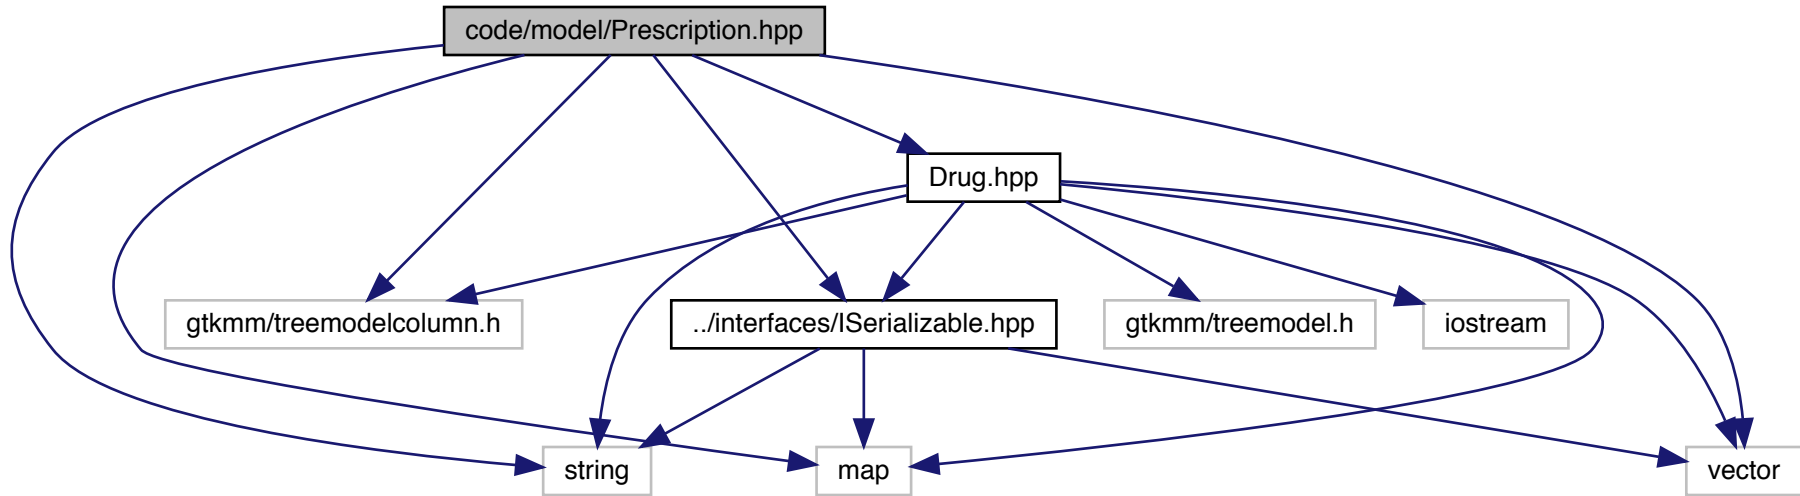 code/model/Prescription.hpp
Drug.hpp
gtkmm/treemodelcolumn.h
../interfaces/ISerializable.hpp
gtkmm/treemodel.h
iostream
string
map
vector